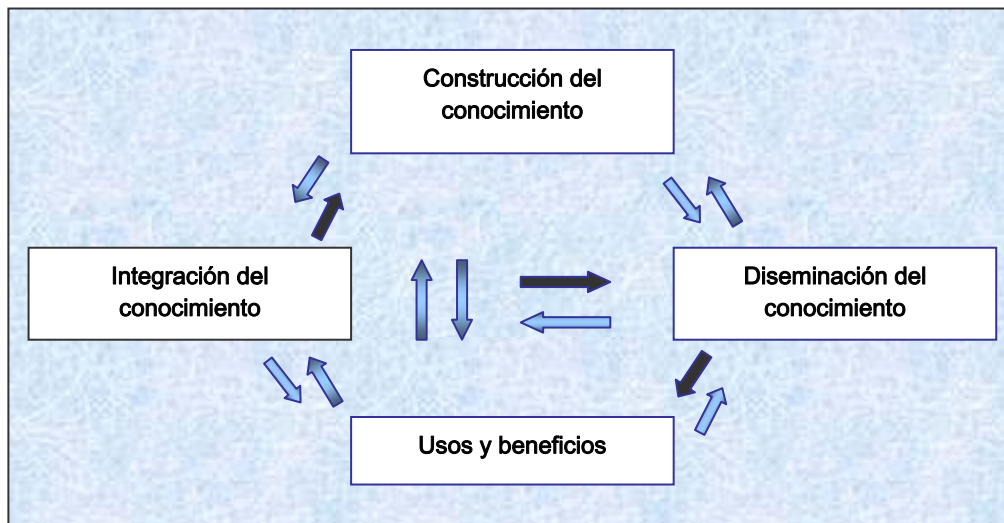 Construcción del
conocimiento
Integración del
conocimiento
Diseminación del
conocimiento
Usos y beneficios